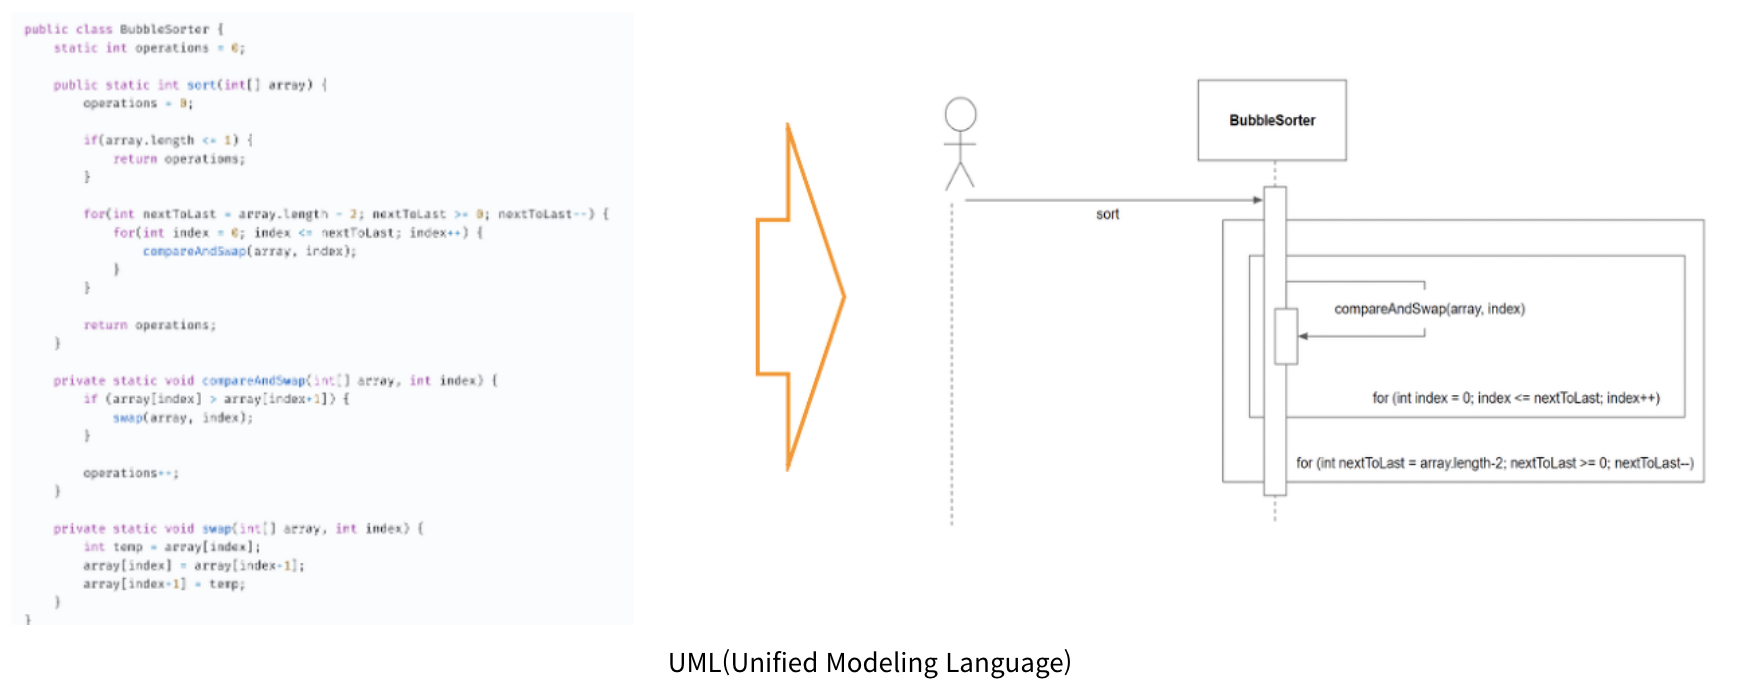 public class BubbleSorter {
static int operations = 0;
public static int sort(int[] array) {
operations = 0;
if(array.length <= 1) {
return operations;
}
for(int nextToLast = array.length - 2; nextToLast >= 0; nextToLast--) {
for(int index = 0; index <= nextToLast; index++) {
compareAndSwap(array, index);
}
}
return operations;
}
private static void compareAndSwap(int[] array, int index) {
if (array[index] > array[index+1]) {
swap(array, index);
}
operations++;
}
private static void swap(int[] array, int index) {
int temp = array[index];
array[index] = array[index+1];
array[index+1] = temp;
}
}
BubbleSorter
sort
compareAndSwap(array, index)
for (int index = 0; index <= nextToLast; index++)
for (int nextToLast = array.length-2; nextToLast >= 0; nextToLast--)
UML(Unified Modeling Language)